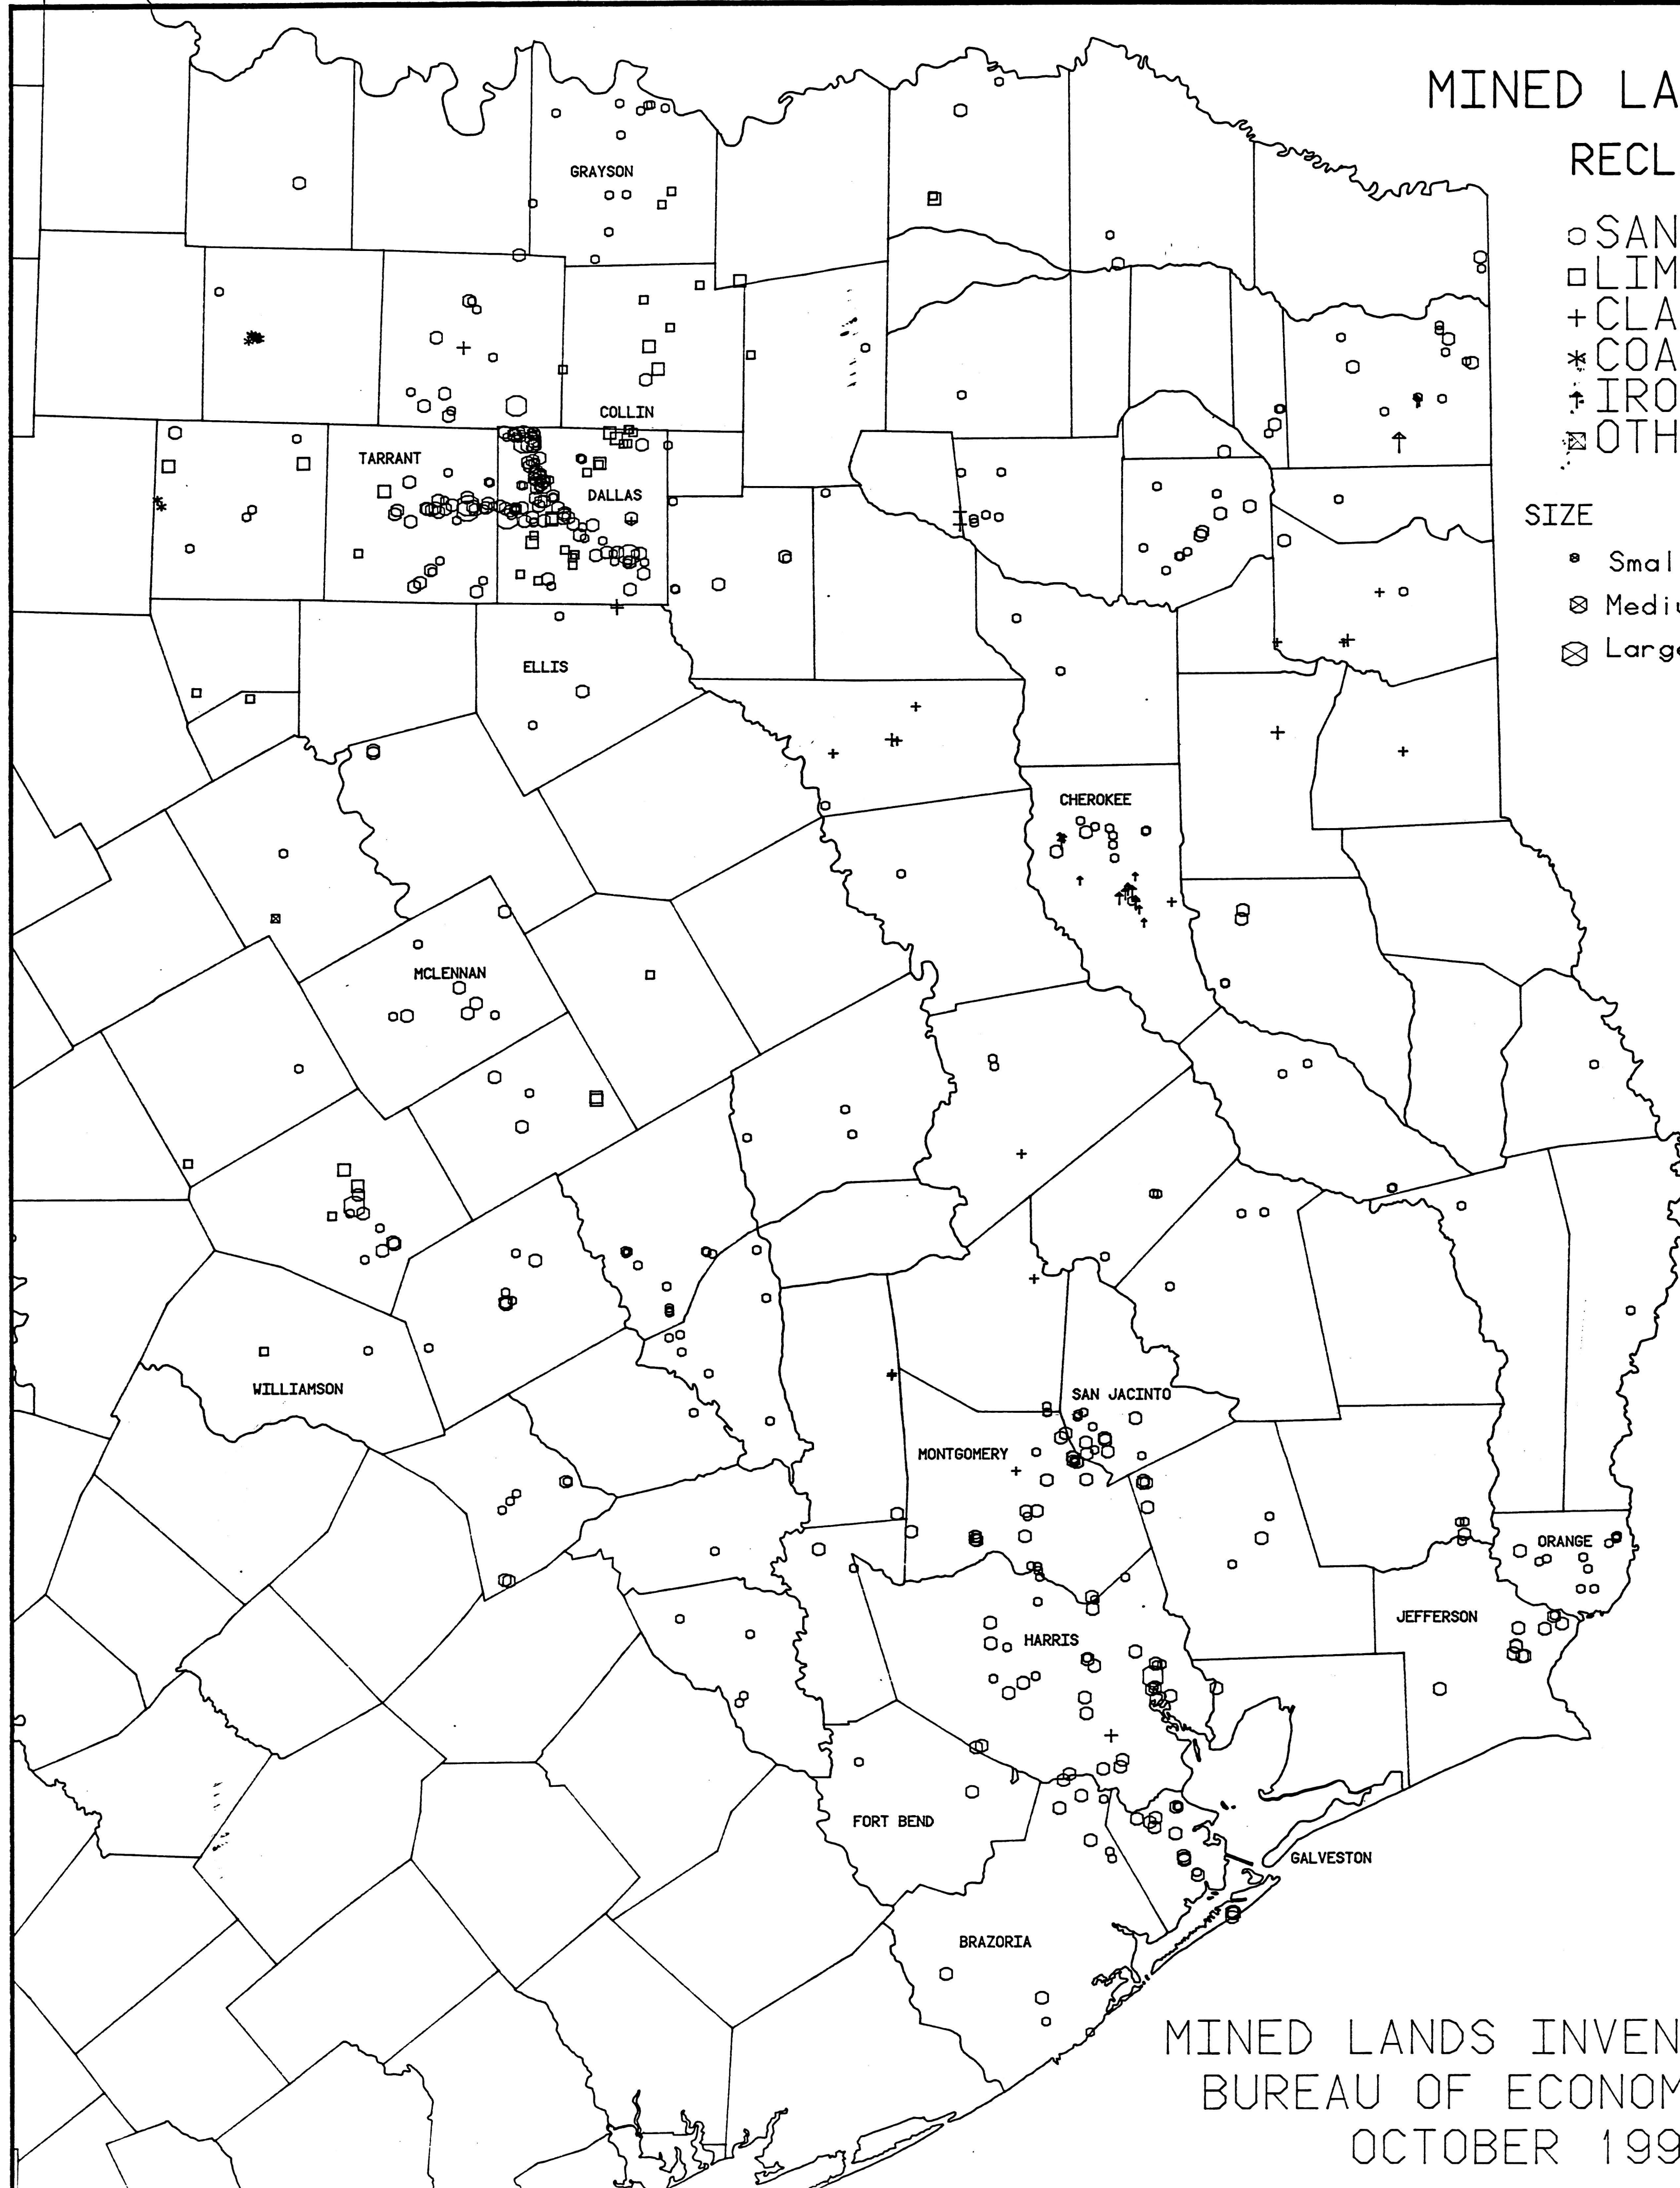 MINED LA
RECL
SAN
LIM
CLA
COA
IRO
OTH
SIZE
Smal
Mediu
Large
GRAYSON
COLLIN
TARRANT
DALLAS
ELLIS
CHEROKEE
MCLENNAN
WILLIAMSON
SAN JACINTO
MONTGOMERY
ORANGE
JEFFERSON
HARRIS
FORT BEND
GALVESTON
BRAZORIA
MINED LANDS INVEN
BUREAU OF ECONOM
OCTOBER 199